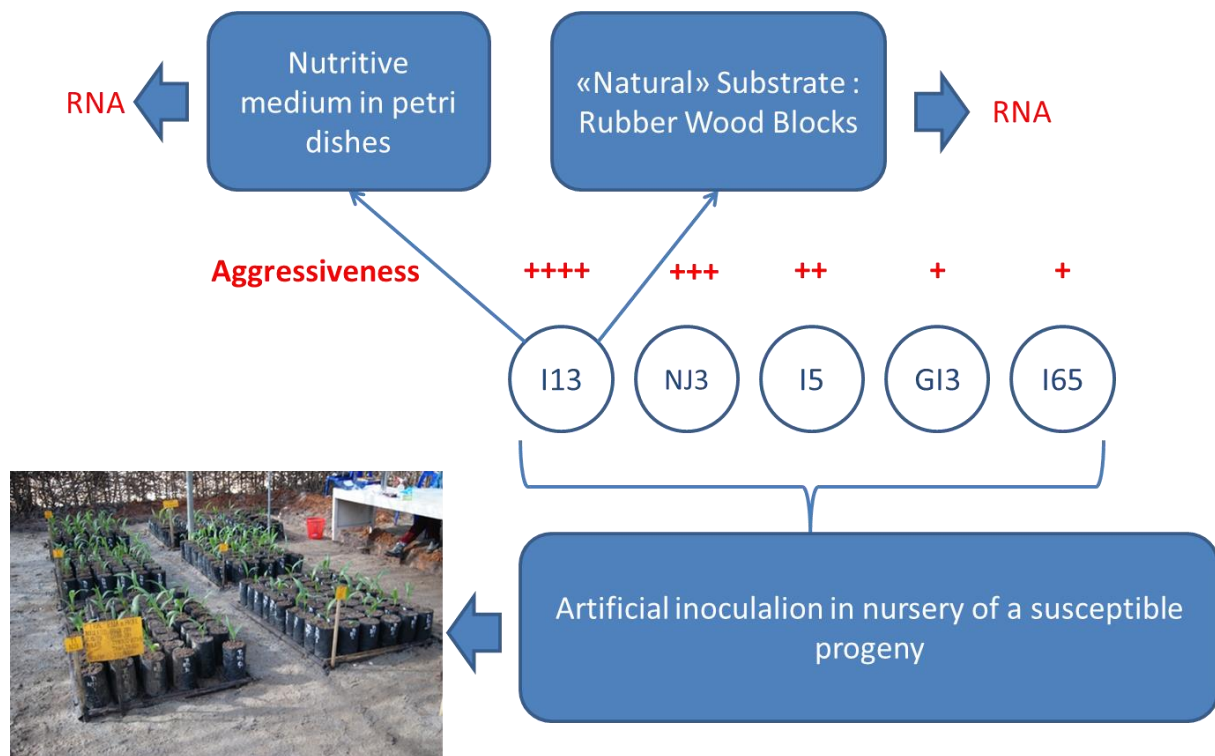 Nutritive
medium in petri
dishes
«Natural» Substrate :
Rubber Wood Blocks
RNA
RNA
Aggressiveness
++++
+++
++
+
+
I13
NJ3
I5
GI3
I65
Artificial inoculalion in nursery of a susceptible
progeny